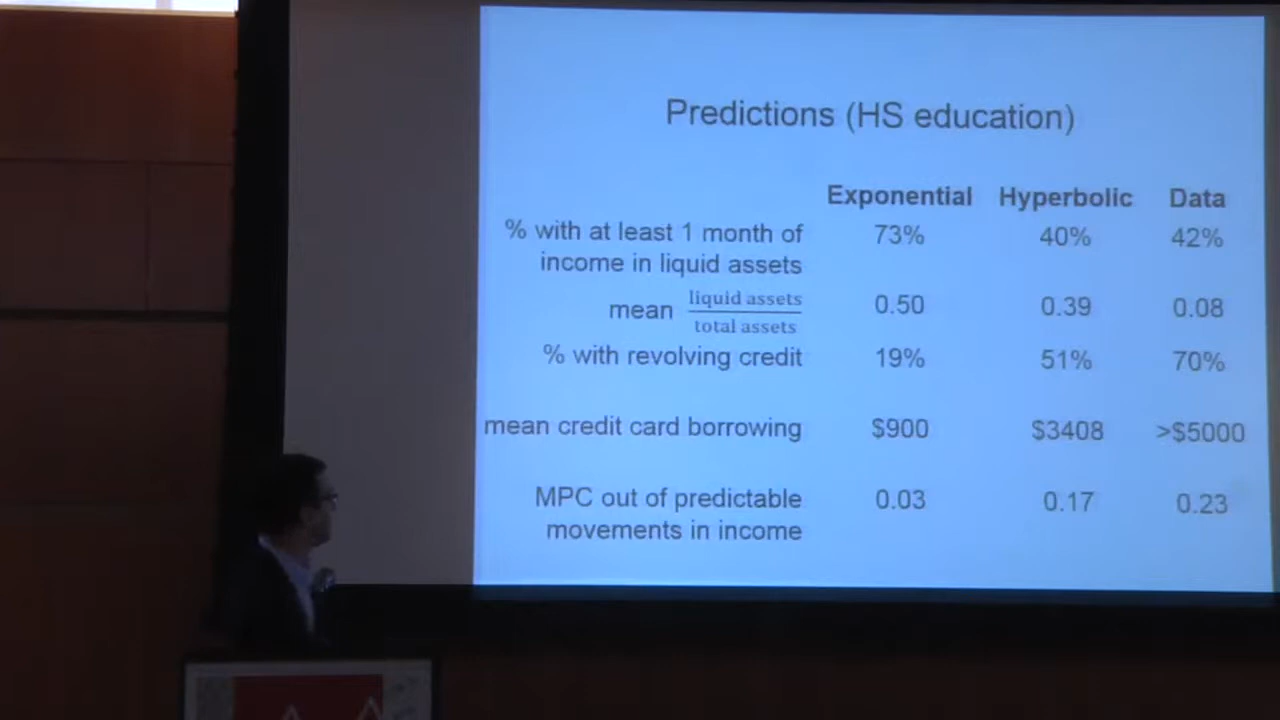 Predictions (HS education)
Exponential Hyperbolic Data
% with at least 1 month of
income in liquid assets 73% 40% 42%
mean liquid assets
total assets 0.50 0.39 0.08
% with revolving credit 19% 51% 70%
mean credit card borrowing $900 $3408 >$5000
MPC out of predictable
movements in income 0.03 0.17 0.23